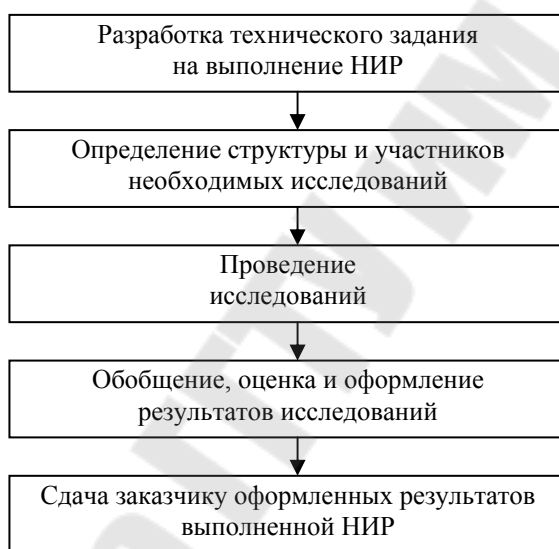 Разработка технического задания
на выполнение НИР
Определение структуры и участников
необходимых исследований
Проведение
исследований
Обобщение, оценка и оформление
результатов исследований
Сдача заказчику оформленных результатов
выполненной НИР